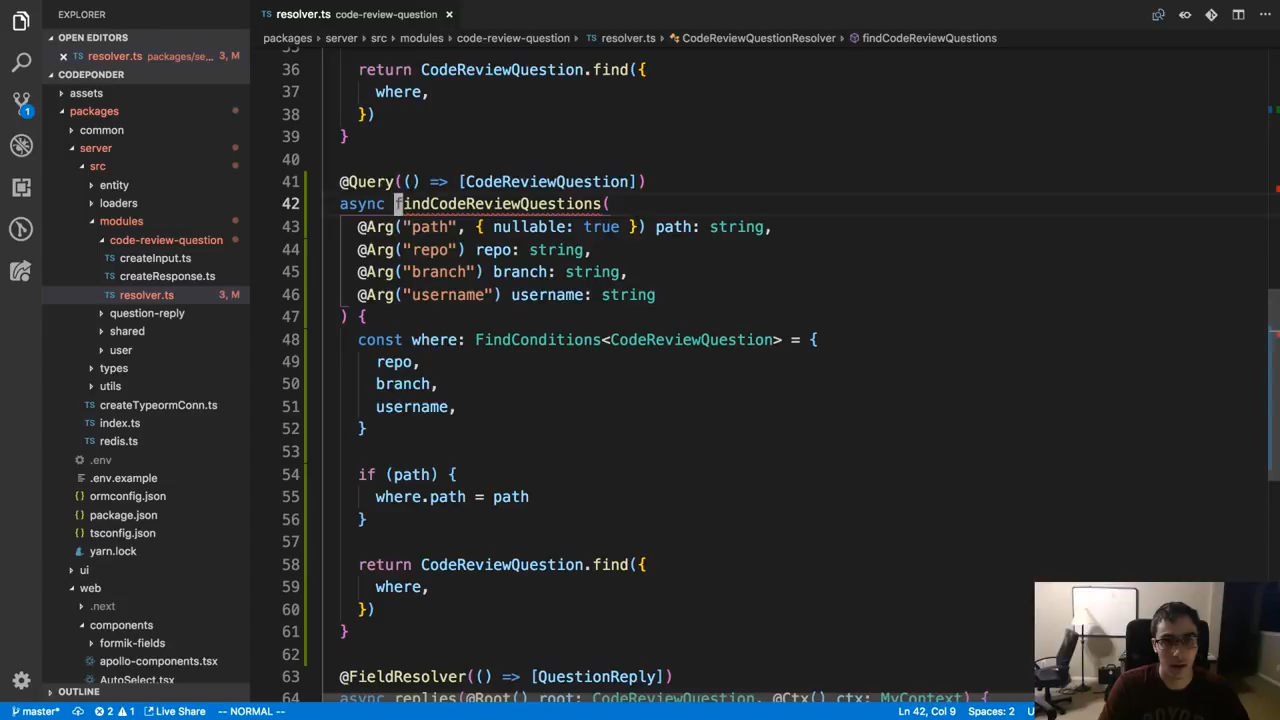 EXPLORER
OPEN EDITORS
TS resolver.ts packages/se... 3, M
CODEPONDER
assets
packages
common
server
src
entity
loaders
modules
code-review-question
TS createInput.ts
TS createResponse.ts
TS resolver.ts 3, M
question-reply
shared
user
types
utils
TS createTypeormConn.ts
TS index.ts
TS redis.ts
.env
.env.example
{} ormconfig.json
{} package.json
{} tsconfig.json
yarn.lock
ui
web
.next
components
formik-fields
TS apollo-components.tsx
TS AutoSelect.tsx
OUTLINE
TS resolver.ts code-review-question ×
packages › server › src › modules › code-review-question › TS resolver.ts › CodeReviewQuestionResolver › findCodeReviewQuestions
35
36 return CodeReviewQuestion.find({
37 where,
38 })
39 }
40
41 @Query(() => [CodeReviewQuestion])
42 async findCodeReviewQuestions(
43 @Arg("path", { nullable: true }) path: string,
44 @Arg("repo") repo: string,
45 @Arg("branch") branch: string,
46 @Arg("username") username: string
47 ) {
48 const where: FindConditions<CodeReviewQuestion> = {
49 repo,
50 branch,
51 username,
52 }
53
54 if (path) {
55 where.path = path
56 }
57
58 return CodeReviewQuestion.find({
59 where,
60 })
61 }
62
63 @FieldResolver(() => [QuestionReply])
64 async replies(@Root() root: CodeReviewQuestion, @Ctx() ctx: MyContext) {
master* 2 1 Live Share -- NORMAL -- Ln 42, Col 9 Spaces: 2